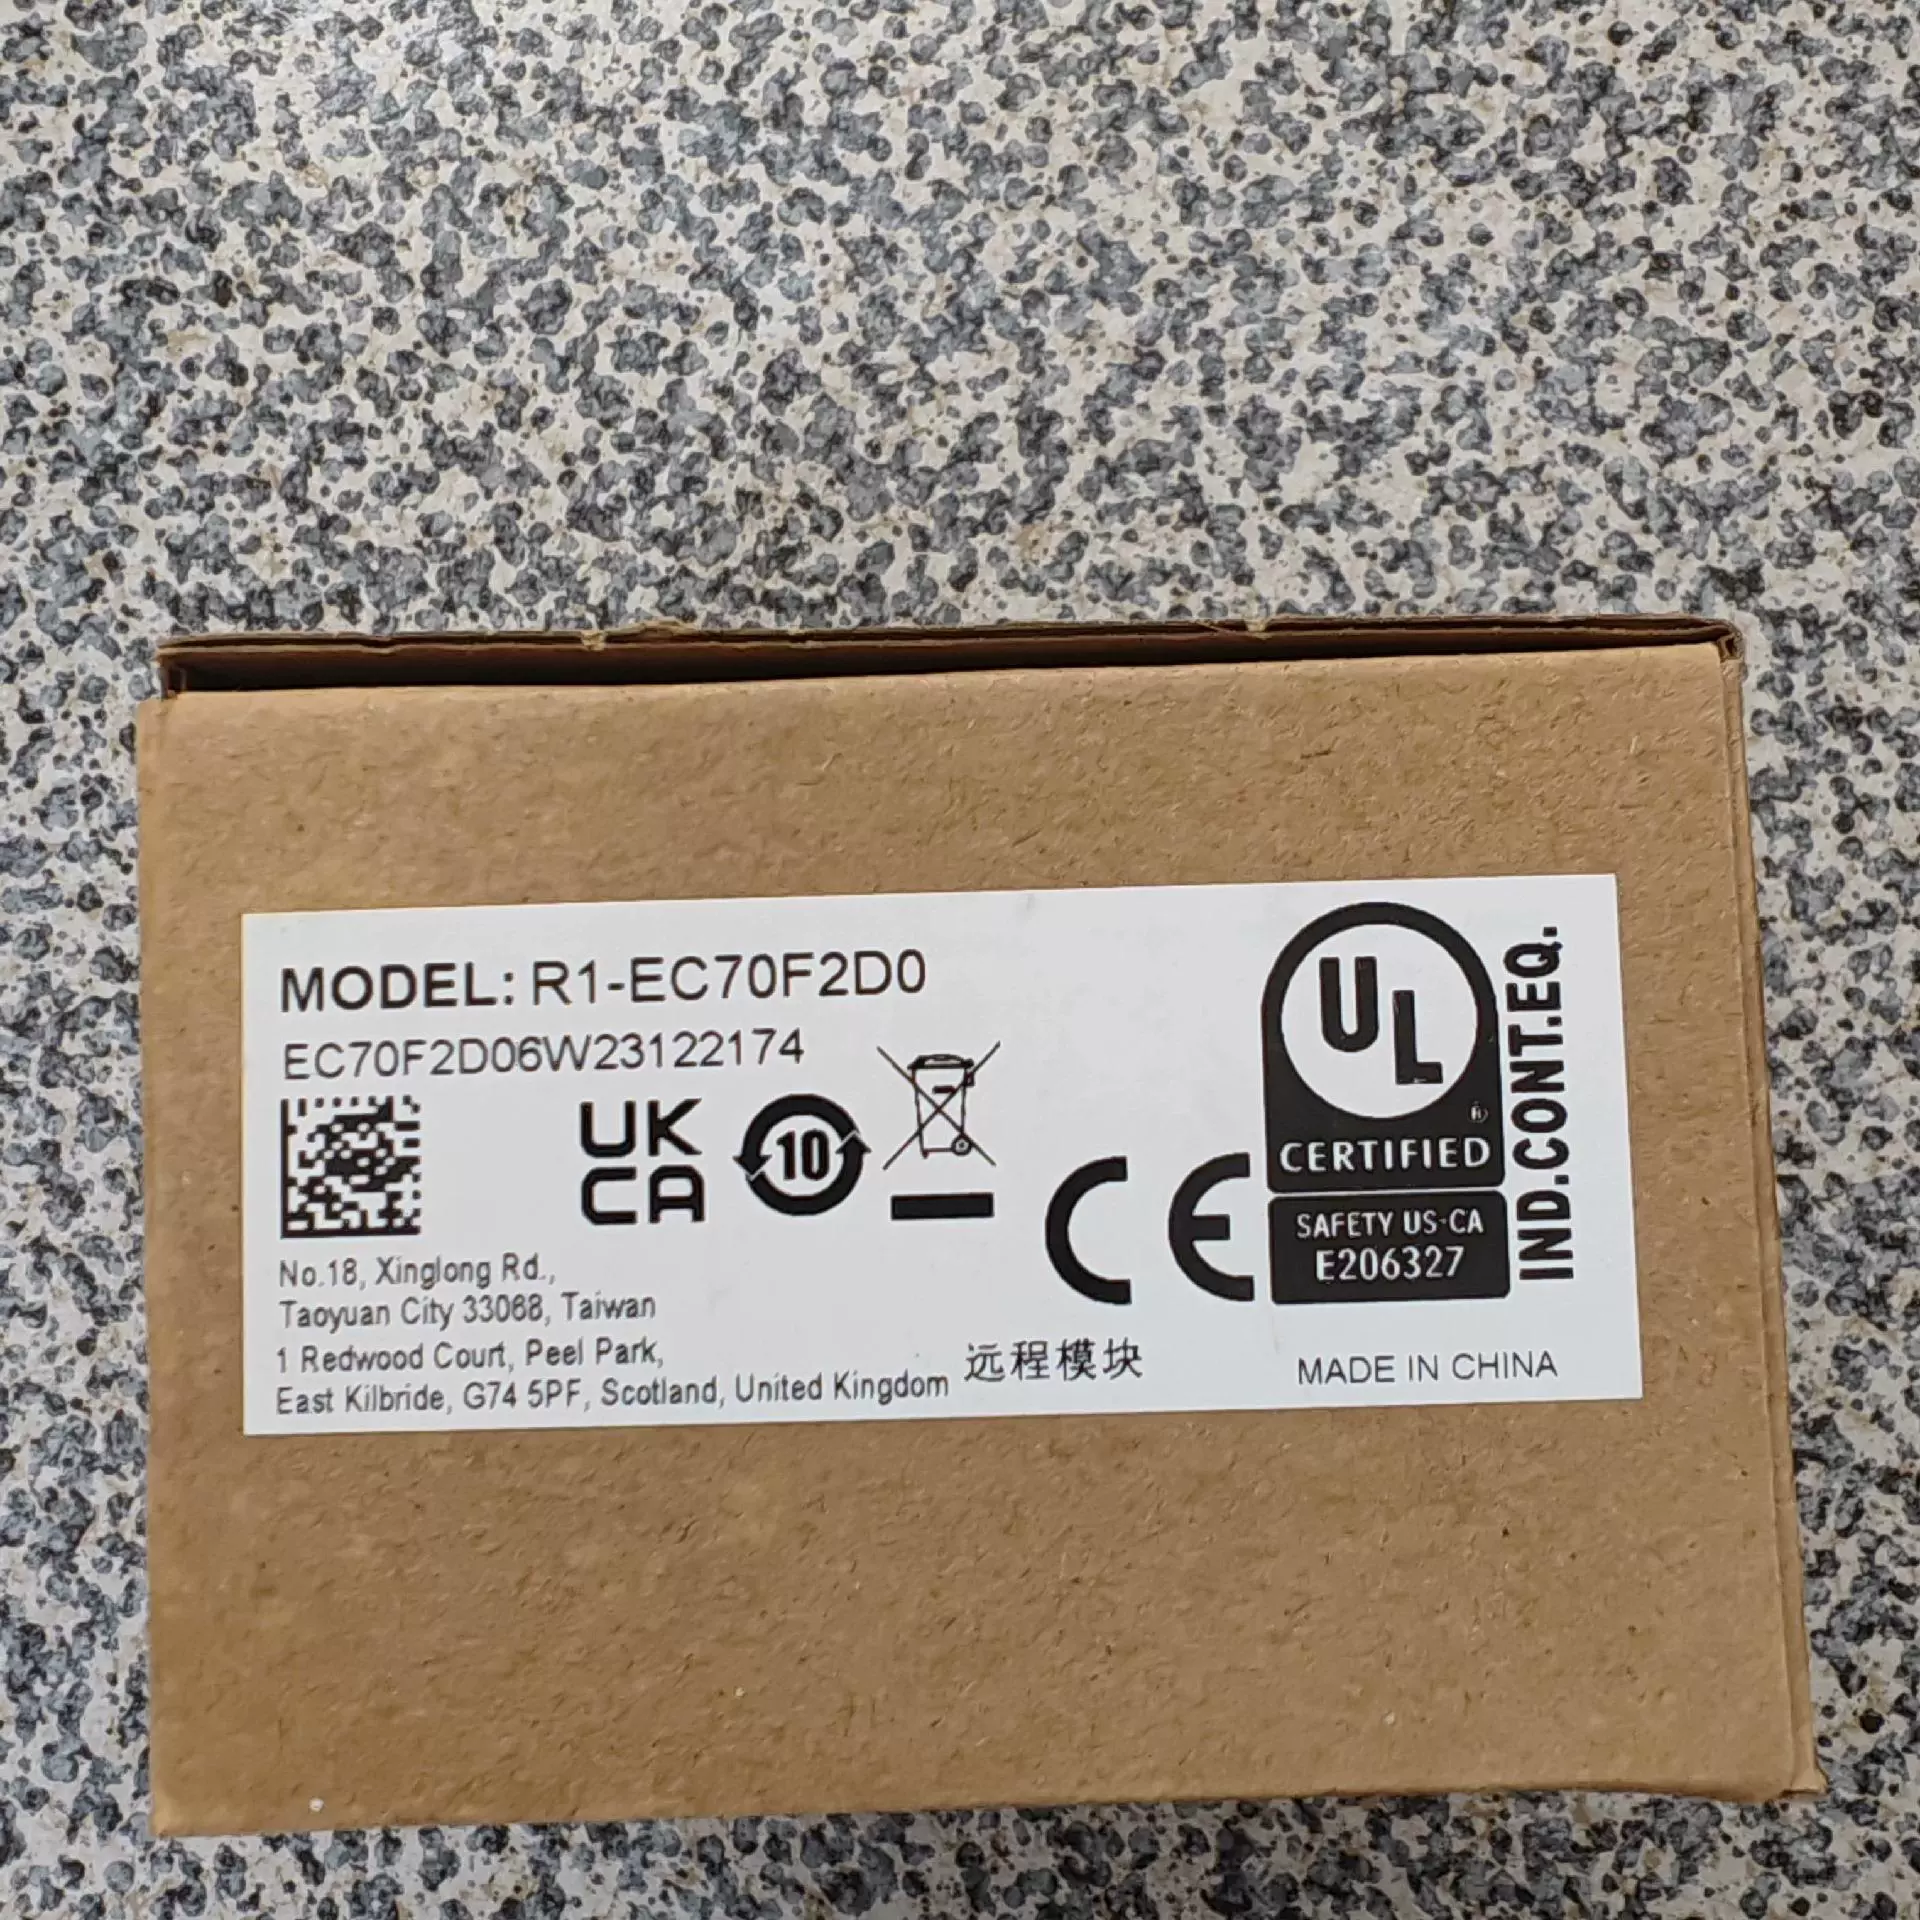 MODEL: R1-EC70F2D0
EC70F2D06W23122174
UK
CA
10
CE
UL
®
CERTIFIED
SAFETY US-CA
E206327
IND.CONT.EQ.
No.18, Xinglong Rd.,
Taoyuan City 33068, Taiwan
1 Redwood Court, Peel Park,
East Kilbride, G74 5PF, Scotland, United Kingdom
远程模块
MADE IN CHINA